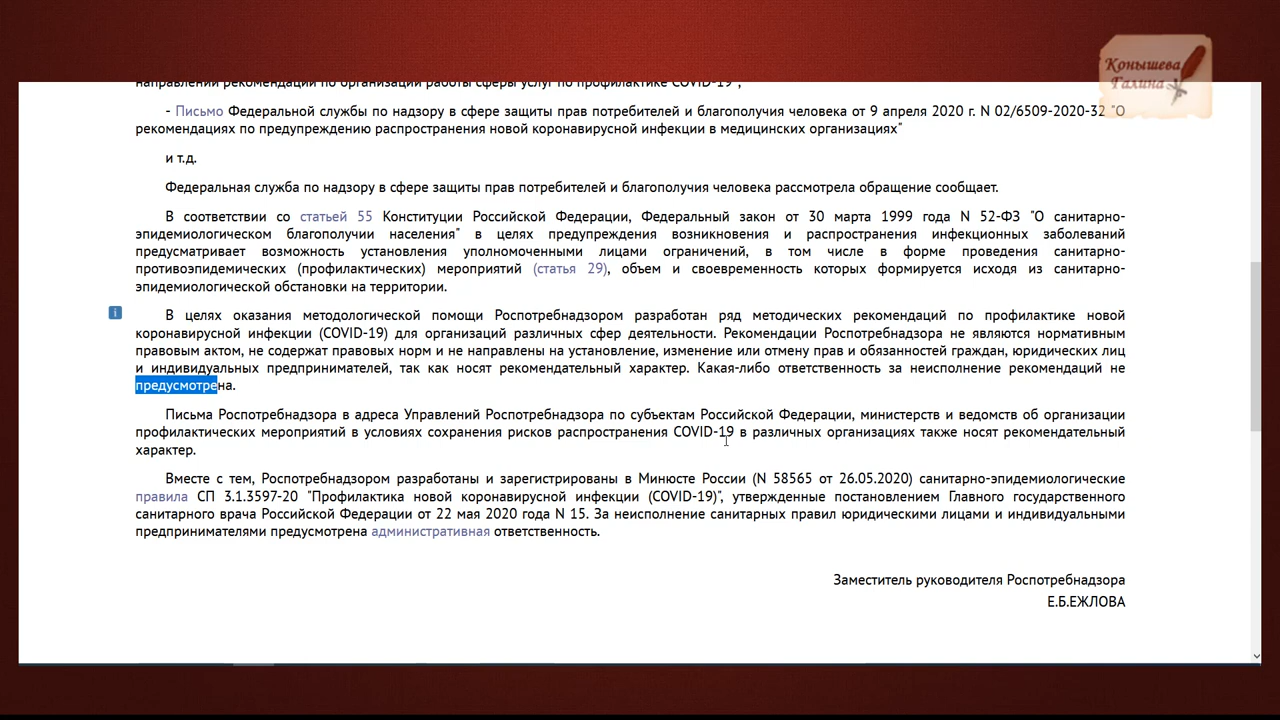 Конышева
Галина
направлении рекомендаций по организации работы сферы услуг по профилактике COVID-19",
- Письмо Федеральной службы по надзору в сфере защиты прав потребителей и благополучия человека от 9 апреля 2020 г. N 02/6509-2020-32 "О
рекомендациях по предупреждению распространения новой коронавирусной инфекции в медицинских организациях"
и т.д.
Федеральная служба по надзору в сфере защиты прав потребителей и благополучия человека рассмотрела обращение сообщает.
В соответствии со статьей 55 Конституции Российской Федерации, Федеральный закон от 30 марта 1999 года N 52-ФЗ "О санитарно-
эпидемиологическом благополучии населения" в целях предупреждения возникновения и распространения инфекционных заболеваний
предусматривает возможность установления уполномоченными лицами ограничений, в том числе в форме проведения санитарно-
противоэпидемических (профилактических) мероприятий (статья 29), объем и своевременность которых формируется исходя из санитарно-
эпидемиологической обстановки на территории.
i
В целях оказания методологической помощи Роспотребнадзором разработан ряд методических рекомендаций по профилактике новой
коронавирусной инфекции (COVID-19) для организаций различных сфер деятельности. Рекомендации Роспотребнадзора не являются нормативным
правовым актом, не содержат правовых норм и не направлены на установление, изменение или отмену прав и обязанностей граждан, юридических лиц
и индивидуальных предпринимателей, так как носят рекомендательный характер. Какая-либо ответственность за неисполнение рекомендаций не
предусмотрена.
Письма Роспотребнадзора в адреса Управлений Роспотребнадзора по субъектам Российской Федерации, министерств и ведомств об организации
профилактических мероприятий в условиях сохранения рисков распространения COVID-19 в различных организациях также носят рекомендательный
характер.
Вместе с тем, Роспотребнадзором разработаны и зарегистрированы в Минюсте России (N 58565 от 26.05.2020) санитарно-эпидемиологические
правила СП 3.1.3597-20 "Профилактика новой коронавирусной инфекции (COVID-19)", утвержденные постановлением Главного государственного
санитарного врача Российской Федерации от 22 мая 2020 года N 15. За неисполнение санитарных правил юридическими лицами и индивидуальными
предпринимателями предусмотрена административная ответственность.
Заместитель руководителя Роспотребнадзора
Е.Б.ЕЖЛОВА